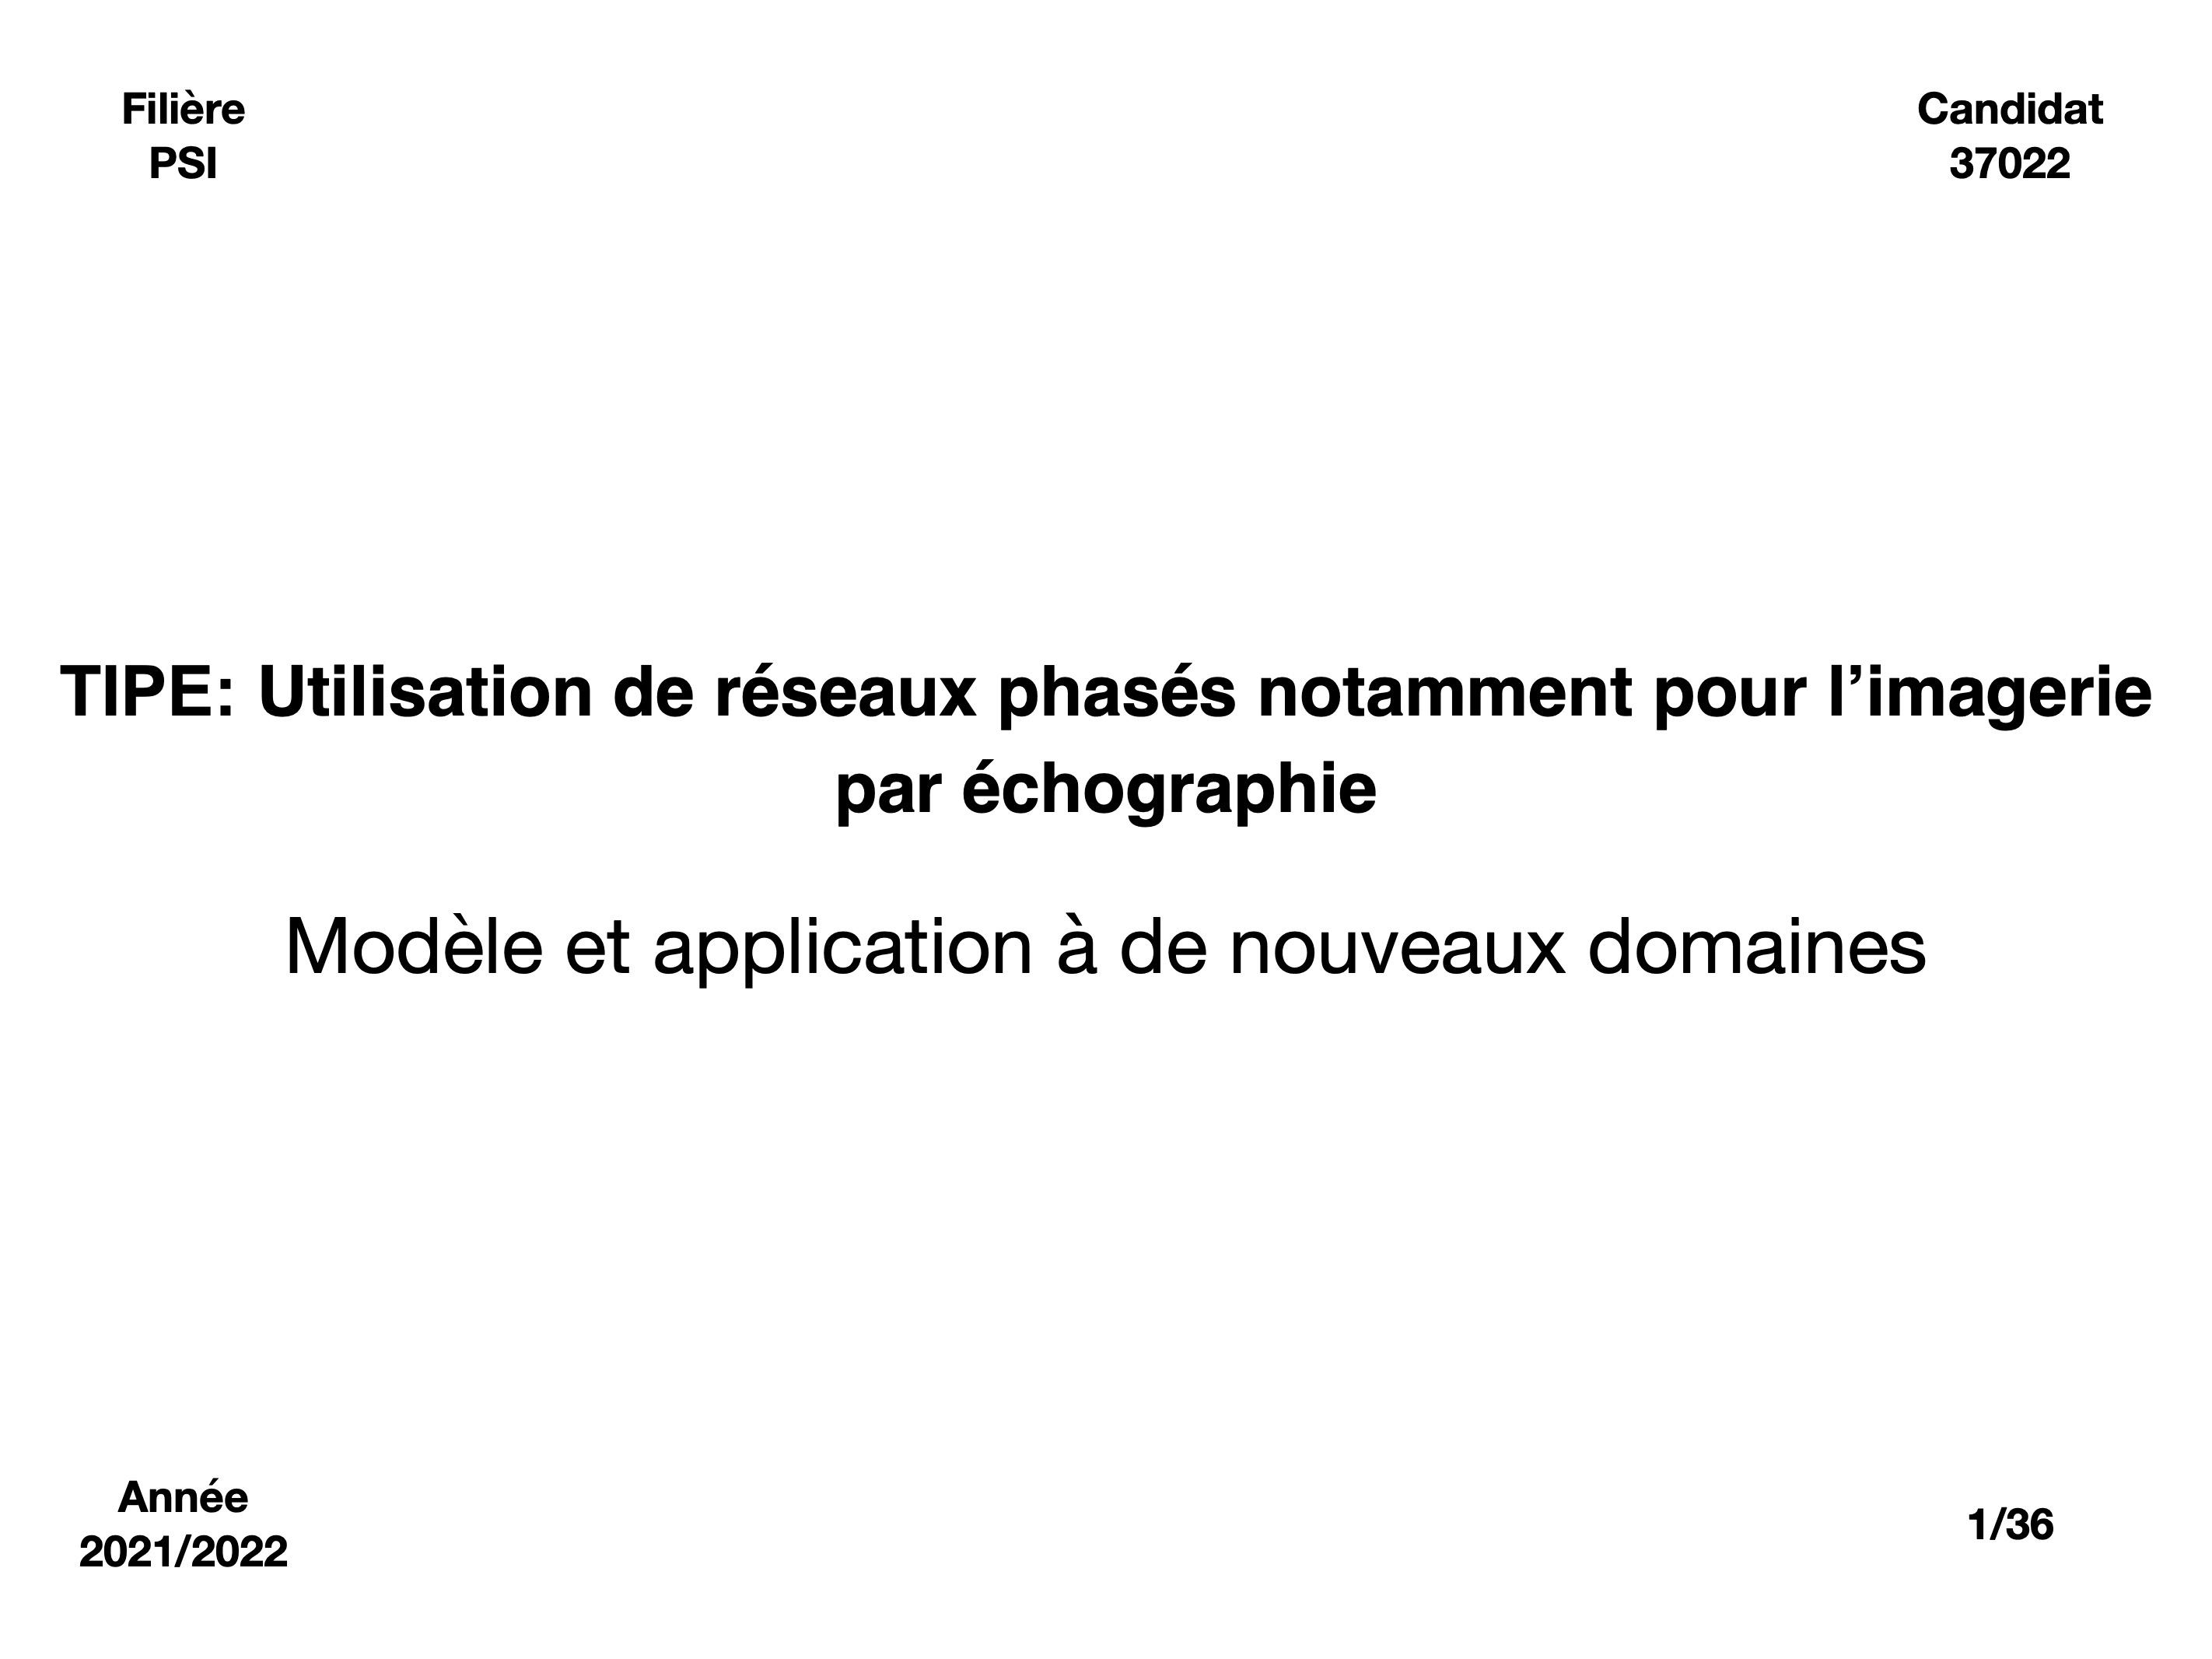 Filière
PSI
Candidat
37022
TIPE: Utilisation de réseaux phasés notamment pour l’imagerie
par échographie
Modèle et application à de nouveaux domaines
Année
2021/2022
1/36